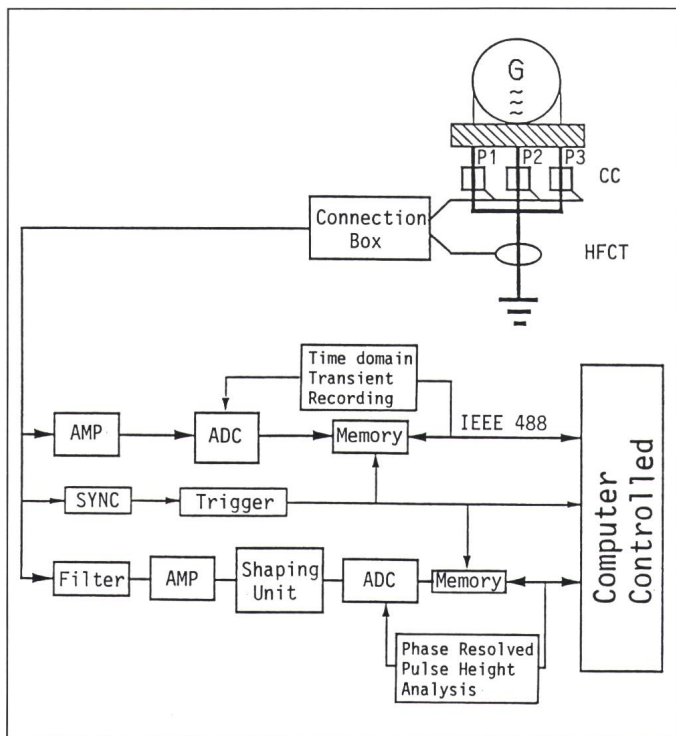 G
P1 P2 P3
CC
Connection
Box
HFCT
Time domain
Transient
Recording
IEEE 488
AMP
ADC
Memory
SYNC
Trigger
Filter
AMP
Shaping
Unit
ADC
Memory
Phase Resolved
Pulse Height
Analysis
Computer
Controlled